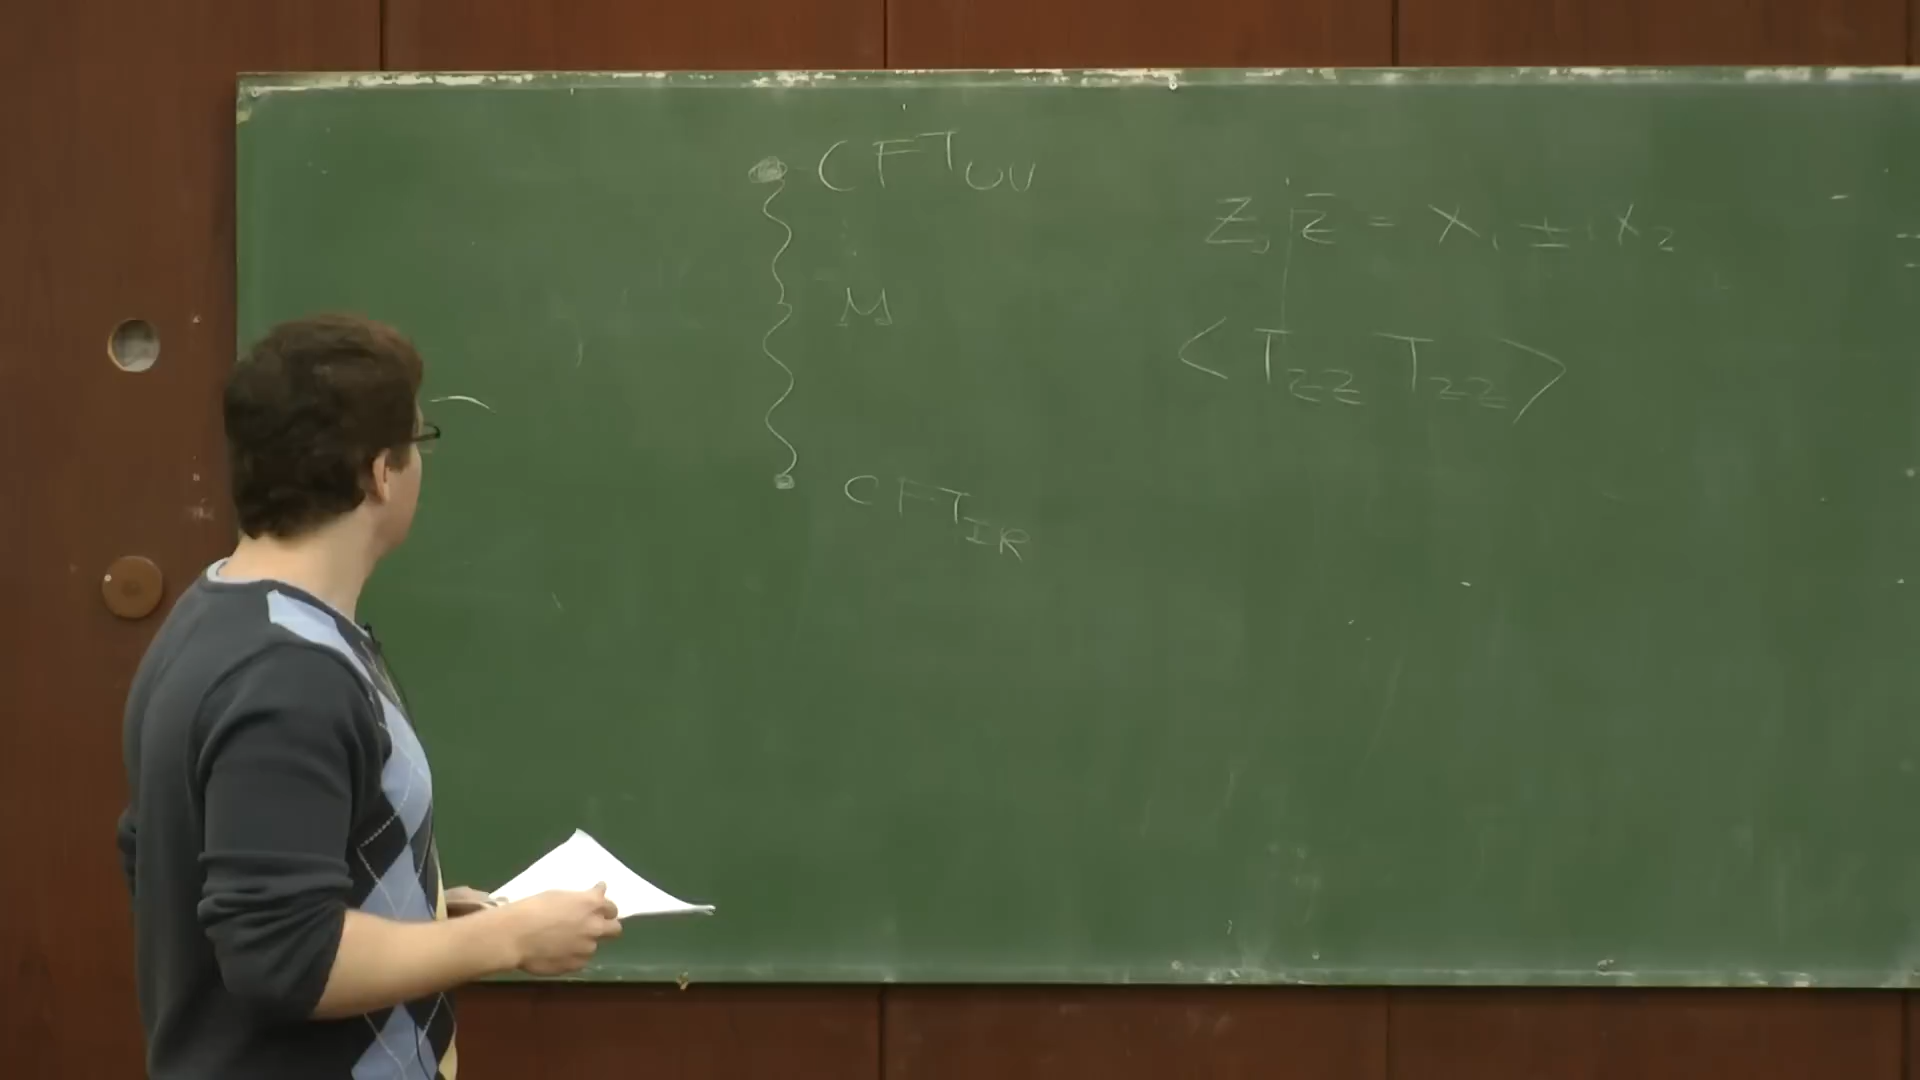 CFT_UV
M
CFT_IR
z, z̄ = x₁ ± i x₂
< T_zz T_zz >